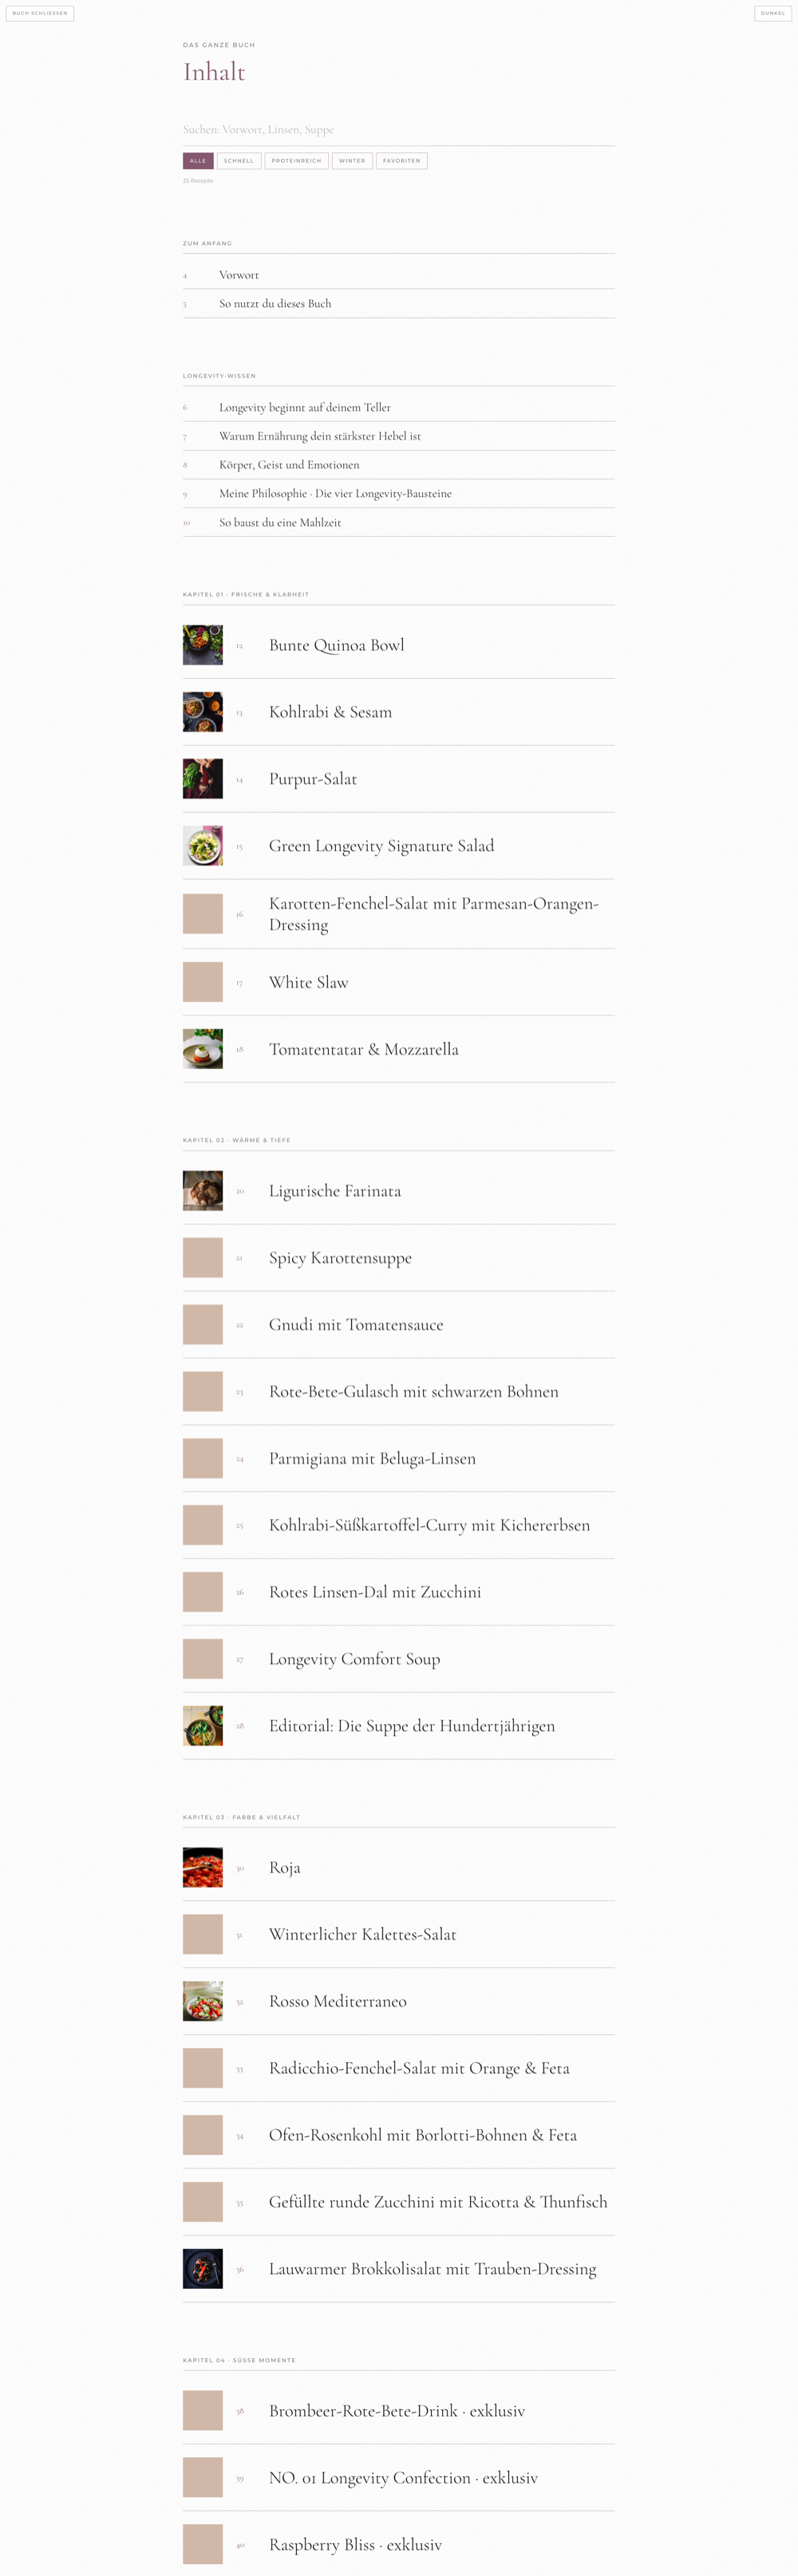 BUCH SCHLIESSEN
DUNKEL
DAS GANZE BUCH
Inhalt
Suchen: Vorwort, Linsen, Suppe
ALLE
SCHNELL
PROTEINREICH
WINTER
FAVORITEN
25 Rezepte
ZUM ANFANG
4 Vorwort
5 So nutzt du dieses Buch
LONGEVITY-WISSEN
6 Longevity beginnt auf deinem Teller
7 Warum Ernährung dein stärkster Hebel ist
8 Körper, Geist und Emotionen
9 Meine Philosophie · Die vier Longevity-Bausteine
10 So baust du eine Mahlzeit
KAPITEL 01 · FRISCHE & KLARHEIT
12 Bunte Quinoa Bowl
13 Kohlrabi & Sesam
14 Purpur-Salat
15 Green Longevity Signature Salad
16 Karotten-Fenchel-Salat mit Parmesan-Orangen-
Dressing
17 White Slaw
18 Tomatentatar & Mozzarella
KAPITEL 02 · WÄRME & TIEFE
20 Ligurische Farinata
21 Spicy Karottensuppe
22 Gnudi mit Tomatensauce
23 Rote-Bete-Gulasch mit schwarzen Bohnen
24 Parmigiana mit Beluga-Linsen
25 Kohlrabi-Süßkartoffel-Curry mit Kichererbsen
26 Rotes Linsen-Dal mit Zucchini
27 Longevity Comfort Soup
28 Editorial: Die Suppe der Hundertjährigen
KAPITEL 03 · FARBE & VIELFALT
30 Roja
31 Winterlicher Kalettes-Salat
32 Rosso Mediterraneo
33 Radicchio-Fenchel-Salat mit Orange & Feta
34 Ofen-Rosenkohl mit Borlotti-Bohnen & Feta
35 Gefüllte runde Zucchini mit Ricotta & Thunfisch
36 Lauwarmer Brokkolisalat mit Trauben-Dressing
KAPITEL 04 · SÜSSE MOMENTE
38 Brombeer-Rote-Bete-Drink · exklusiv
39 NO. 01 Longevity Confection · exklusiv
40 Raspberry Bliss · exklusiv